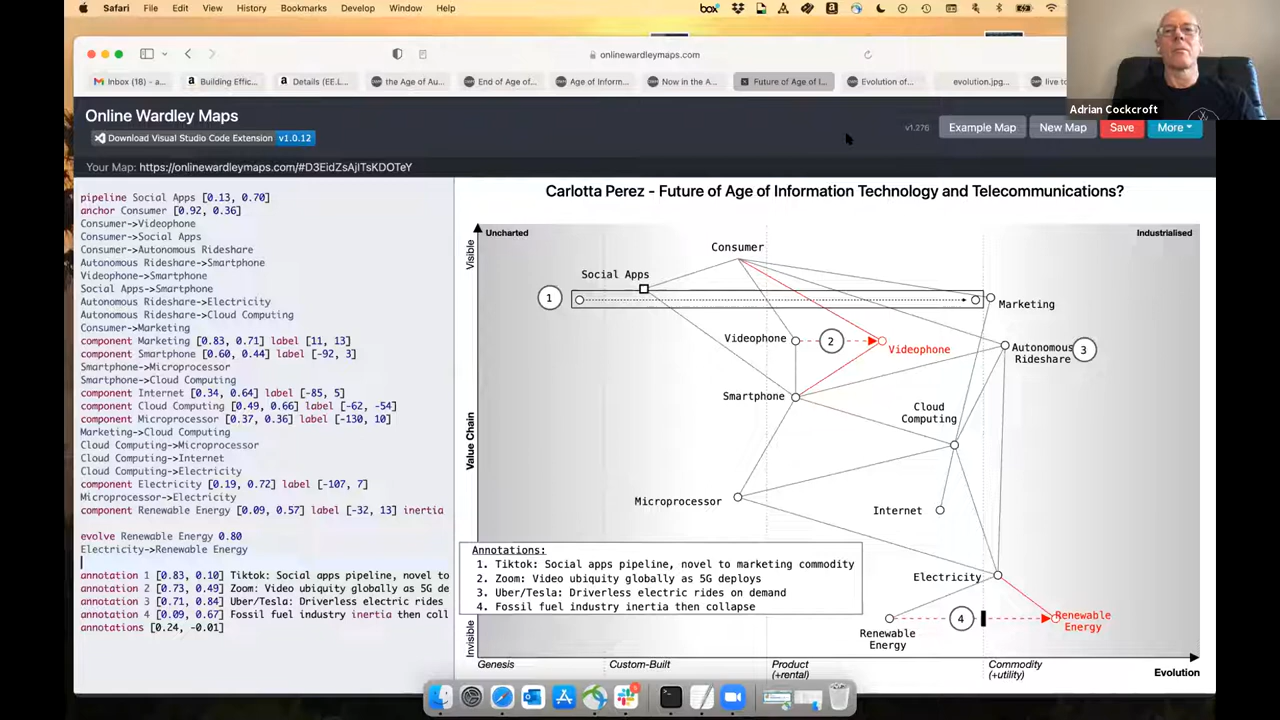 Safari File Edit View History Bookmarks Develop Window Help
box
onlinewardleymaps.com
Inbox (18) – a...
Building Effic...
Details (EE.L...
the Age of Au...
End of Age of...
Age of Inform...
Now in the A...
Future of Age of I...
Evolution of...
evolution.jpg...
live to
Adrian Cockcroft
Online Wardley Maps
Download Visual Studio Code Extension v1.0.12
v1.276
Example Map
New Map
Save
More
Your Map: https://onlinewardleymaps.com/#D3EidZsAjITsKDOTeY
pipeline Social Apps [0.13, 0.70]
anchor Consumer [0.92, 0.36]
Consumer->Videophone
Consumer->Social Apps
Consumer->Autonomous Rideshare
Autonomous Rideshare->Smartphone
Videophone->Smartphone
Social Apps->Smartphone
Autonomous Rideshare->Electricity
Autonomous Rideshare->Cloud Computing
Consumer->Marketing
component Marketing [0.83, 0.71] label [11, 13]
component Smartphone [0.60, 0.44] label [-92, 3]
Smartphone->Microprocessor
Smartphone->Cloud Computing
component Internet [0.34, 0.64] label [-85, 5]
component Cloud Computing [0.49, 0.66] label [-62, -54]
component Microprocessor [0.37, 0.36] label [-130, 10]
Marketing->Cloud Computing
Cloud Computing->Microprocessor
Cloud Computing->Internet
Cloud Computing->Electricity
component Electricity [0.19, 0.72] label [-107, 7]
Microprocessor->Electricity
component Renewable Energy [0.09, 0.57] label [-32, 13] inertia
evolve Renewable Energy 0.80
Electricity->Renewable Energy
annotation 1 [0.83, 0.10] Tiktok: Social apps pipeline, novel to
annotation 2 [0.73, 0.49] Zoom: Video ubiquity globally as 5G de
annotation 3 [0.71, 0.84] Uber/Tesla: Driverless electric rides
annotation 4 [0.09, 0.67] Fossil fuel industry inertia then coll
annotations [0.24, -0.01]
Carlotta Perez - Future of Age of Information Technology and Telecommunications?
Uncharted
Industrialised
Visible
Value Chain
Invisible
Consumer
Social Apps
1
Marketing
Videophone
2
Videophone
Autonomous
Rideshare
3
Smartphone
Cloud
Computing
Microprocessor
Internet
Electricity
Renewable
Energy
4
Renewable
Energy
Annotations:
1. Tiktok: Social apps pipeline, novel to marketing commodity
2. Zoom: Video ubiquity globally as 5G deploys
3. Uber/Tesla: Driverless electric rides on demand
4. Fossil fuel industry inertia then collapse
Genesis
Custom-Built
Product
(+rental)
Commodity
(+utility)
Evolution